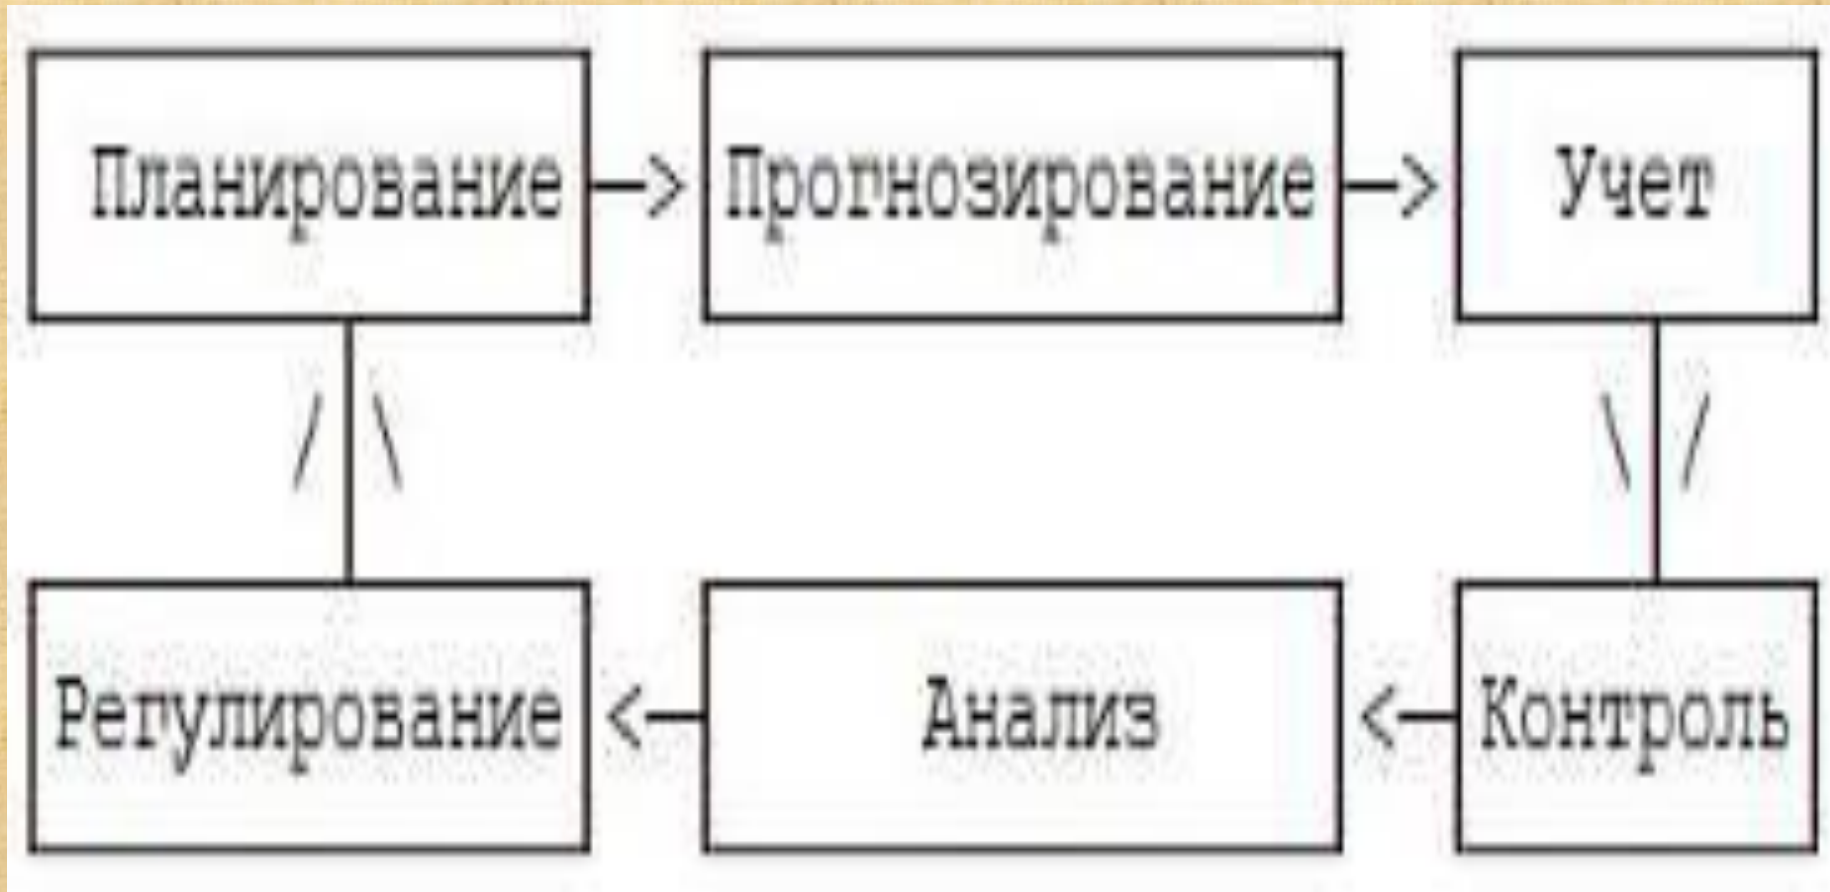 Планирование
Прогнозирование
Учет
Регулирование
Анализ
Контроль